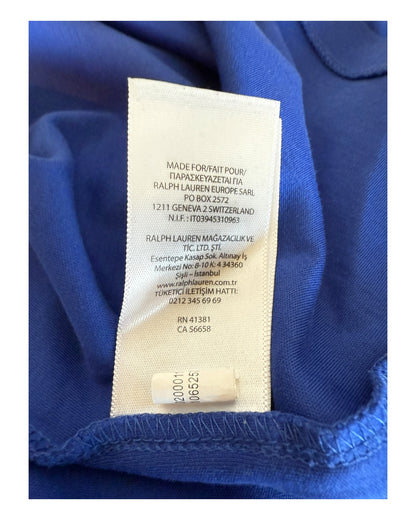 MADE FOR/FAIT POUR/
ΠΑΡΑΣΚΕΥΑΖΕΤΑΙ ΓΙΑ
RALPH LAUREN EUROPE SARL
PO BOX 2572
1211 GENEVA 2 SWITZERLAND
N.I.F.: IT03945310963
RALPH LAUREN MAĞAZACILIK VE
TİC. LTD. ŞTİ.
Esentepe Kasap Sok. Altınay İş
Merkezi No: 8-10 K: 4 34360
Şişli – İstanbul
www.ralphlauren.com
TÜKETİCİ İLETİŞİM HATTI:
0212 345 69 69
RN 41381
CA 56658